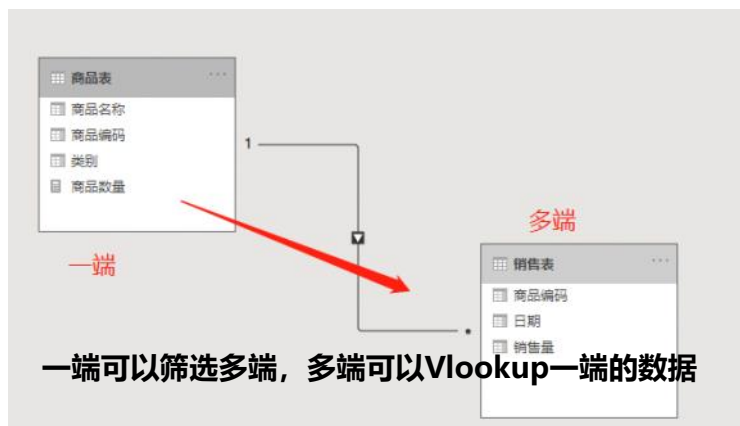 商品表
商品名称
商品编码
类别
商品数量
1
一端
多端
销售表
商品编码
日期
销售量
一端可以筛选多端，多端可以Vlookup一端的数据